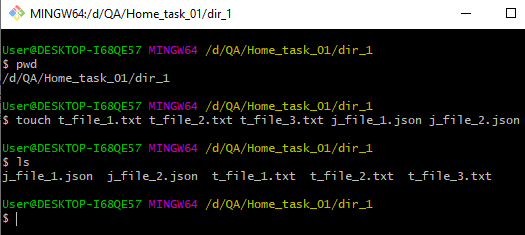 MINGW64:/d/QA/Home_task_01/dir_1
User@DESKTOP-I68QE57 MINGW64 /d/QA/Home_task_01/dir_1
$ pwd
/d/QA/Home_task_01/dir_1
User@DESKTOP-I68QE57 MINGW64 /d/QA/Home_task_01/dir_1
$ touch t_file_1.txt t_file_2.txt t_file_3.txt j_file_1.json j_file_2.json
User@DESKTOP-I68QE57 MINGW64 /d/QA/Home_task_01/dir_1
$ ls
j_file_1.json  j_file_2.json  t_file_1.txt  t_file_2.txt  t_file_3.txt
User@DESKTOP-I68QE57 MINGW64 /d/QA/Home_task_01/dir_1
$